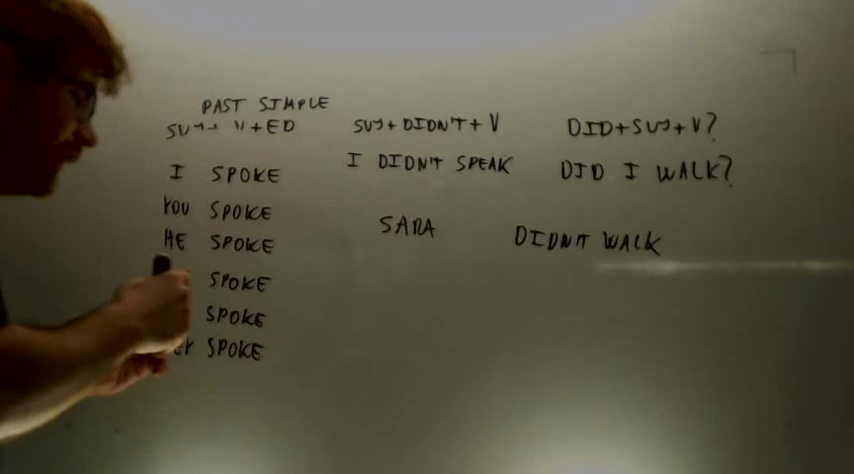 PAST SIMPLE
SUJ+ V+ED
SUJ+DIDN'T+V
DID+SUJ+V?
I SPOKE
I DIDN'T SPEAK
DID I WALK?
YOU SPOKE
SARA
DIDN'T WALK
HE SPOKE
SPOKE
SPOKE
SPOKE